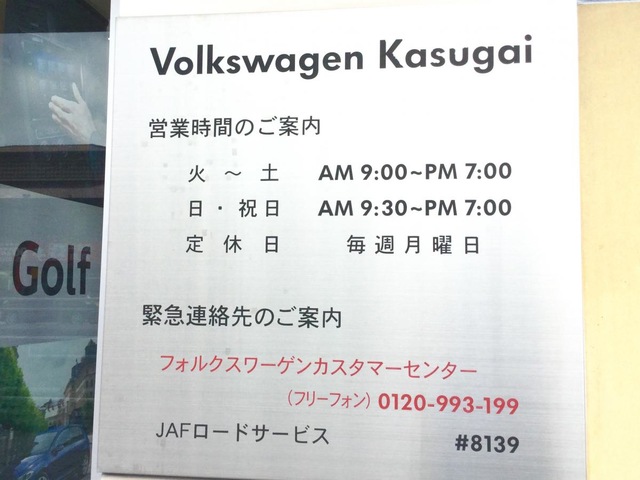 Volkswagen Kasugai
営業時間のご案内
火 ～ 土 AM 9:00~PM 7:00
日・祝日 AM 9:30~PM 7:00
定休日 毎週月曜日
Golf
緊急連絡先のご案内
フォルクスワーゲンカスタマーセンター
(フリーフォン) 0120-993-199
JAFロードサービス #8139